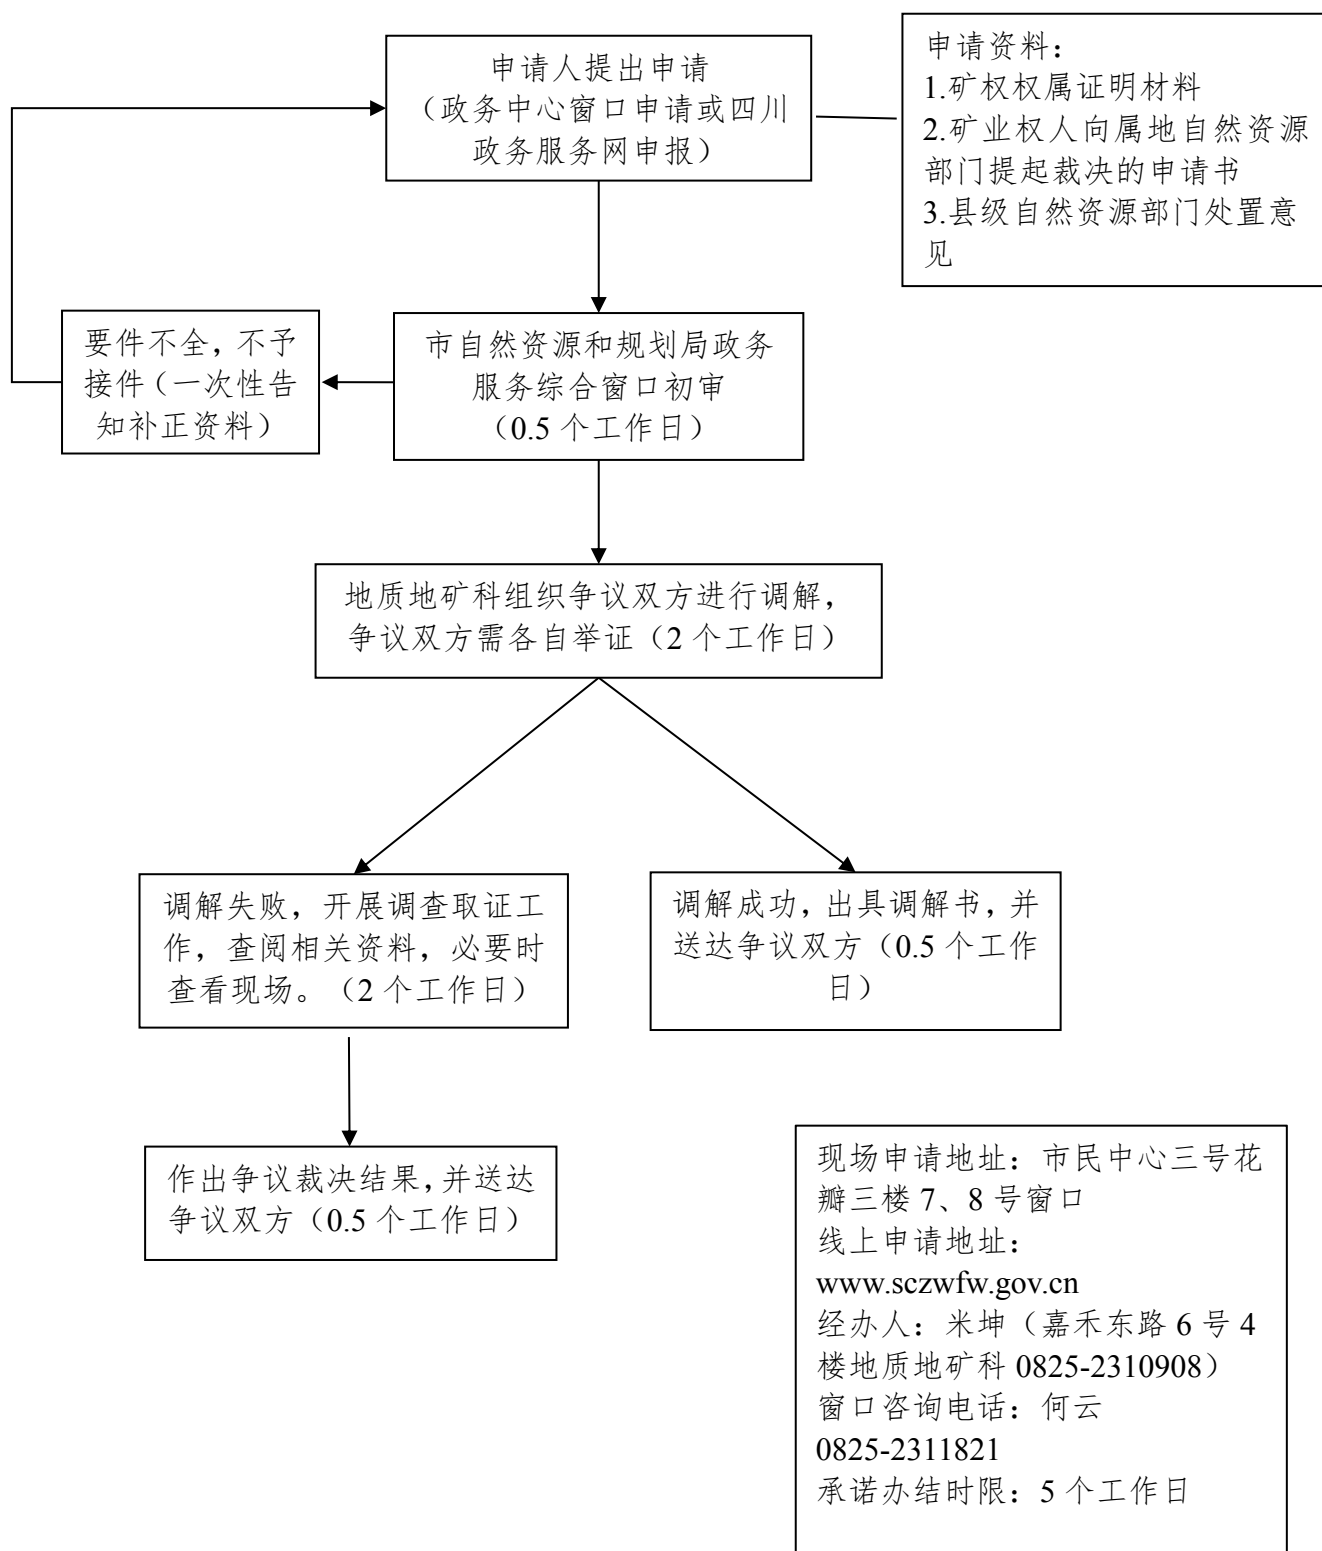 申请人提出申请
（政务中心窗口申请或四川
政务服务网申报）
申请资料：
1.矿权权属证明材料
2.矿业权人向属地自然资源
部门提起裁决的申请书
3.县级自然资源部门处置意
见
要件不全，不予
接件（一次性告
知补正资料）
市自然资源和规划局政务
服务综合窗口初审
（0.5 个工作日）
地质地矿科组织争议双方进行调解，
争议双方需各自举证（2 个工作日）
调解失败，开展调查取证工
作，查阅相关资料，必要时
查看现场。（2 个工作日）
调解成功，出具调解书，并
送达争议双方（0.5 个工作
日）
作出争议裁决结果，并送达
争议双方（0.5 个工作日）
现场申请地址：市民中心三号花
瓣三楼 7、8 号窗口
线上申请地址：
www.sczwfw.gov.cn
经办人：米坤（嘉禾东路 6 号 4
楼地质地矿科 0825-2310908）
窗口咨询电话：何云
0825-2311821
承诺办结时限：5 个工作日